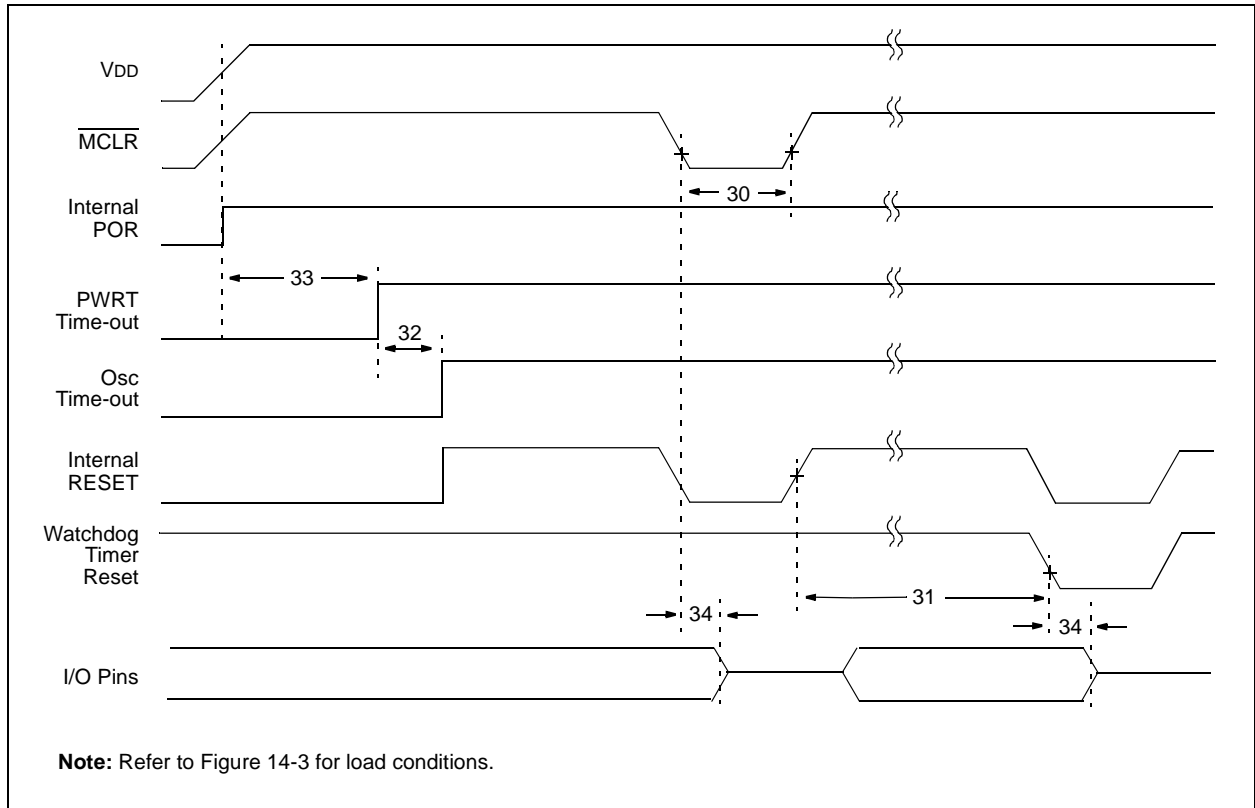 VDD
MCLR
30
Internal
POR
33
PWRT
Time-out
32
Osc
Time-out
Internal
RESET
Watchdog
Timer
Reset
31
34
34
I/O Pins
Note: Refer to Figure 14-3 for load conditions.